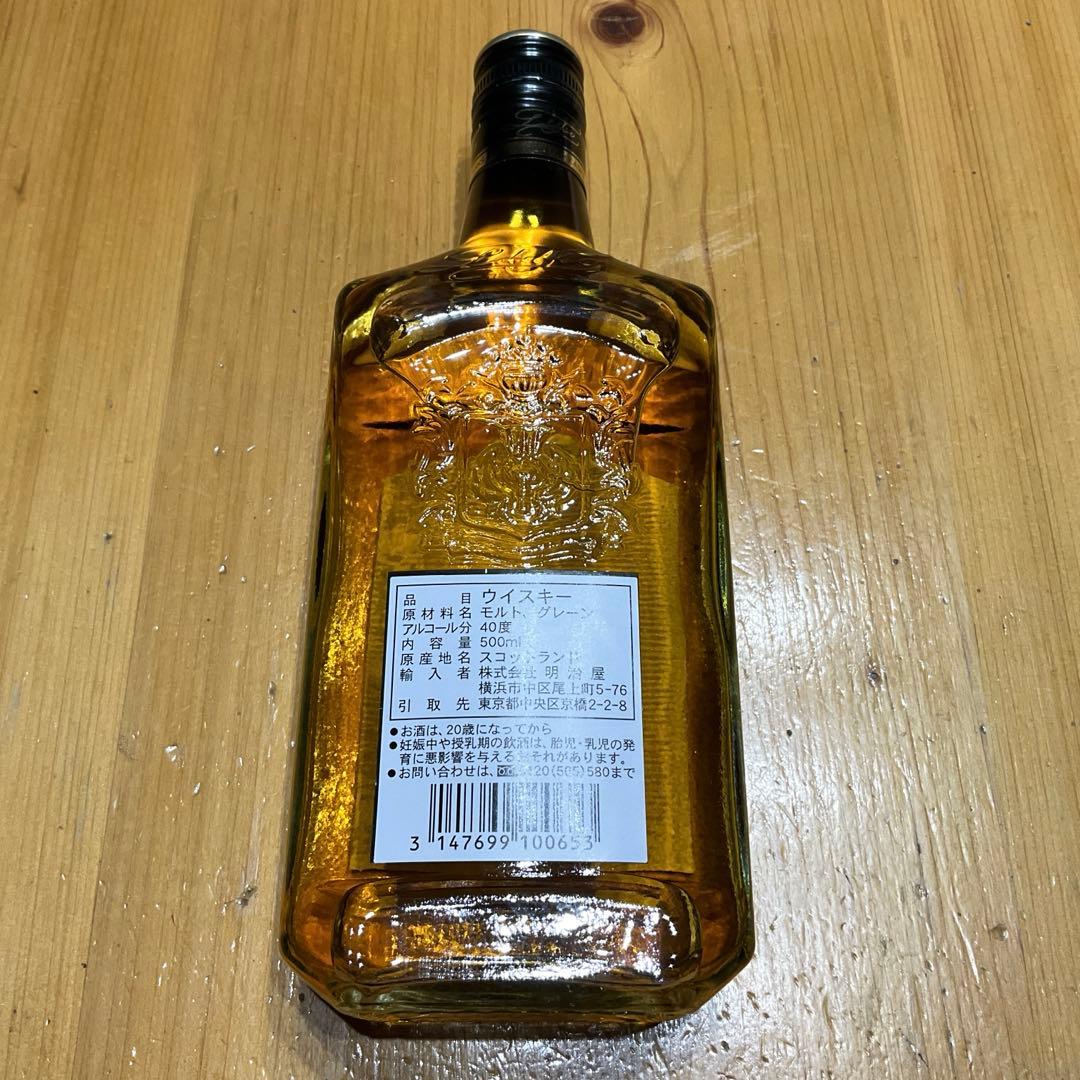 品目 ウイスキー
原材料名 モルト、グレーン
アルコール分 40度
内容量 500ml
原産地名 スコットランド
輸入者 株式会社 明治屋
横浜市中区尾上町5-76
引取先 東京都中央区京橋2-2-8
●お酒は、20歳になってから
●妊娠中や授乳期の飲酒は、胎児・乳児の発
育に悪影響を与えるおそれがあります。
●お問い合わせは、 580まで
3 147699 100653